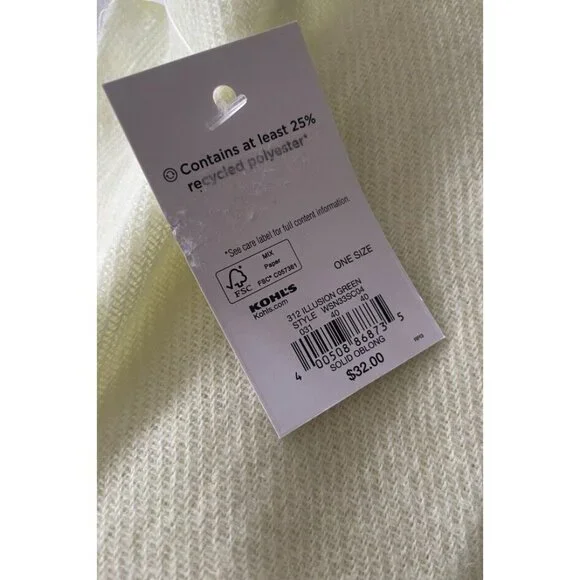 Contains at least 25%
recycled polyester*
*See care label for full content information.
FSC
MIX
Paper
FSC® C057381
ONE SIZE
KOHL'S
Kohls.com
312 ILLUSION GREEN
STYLE WSN33SC04
031 40 40
4 00508 86873 5
SOLID OBLONG
$32.00